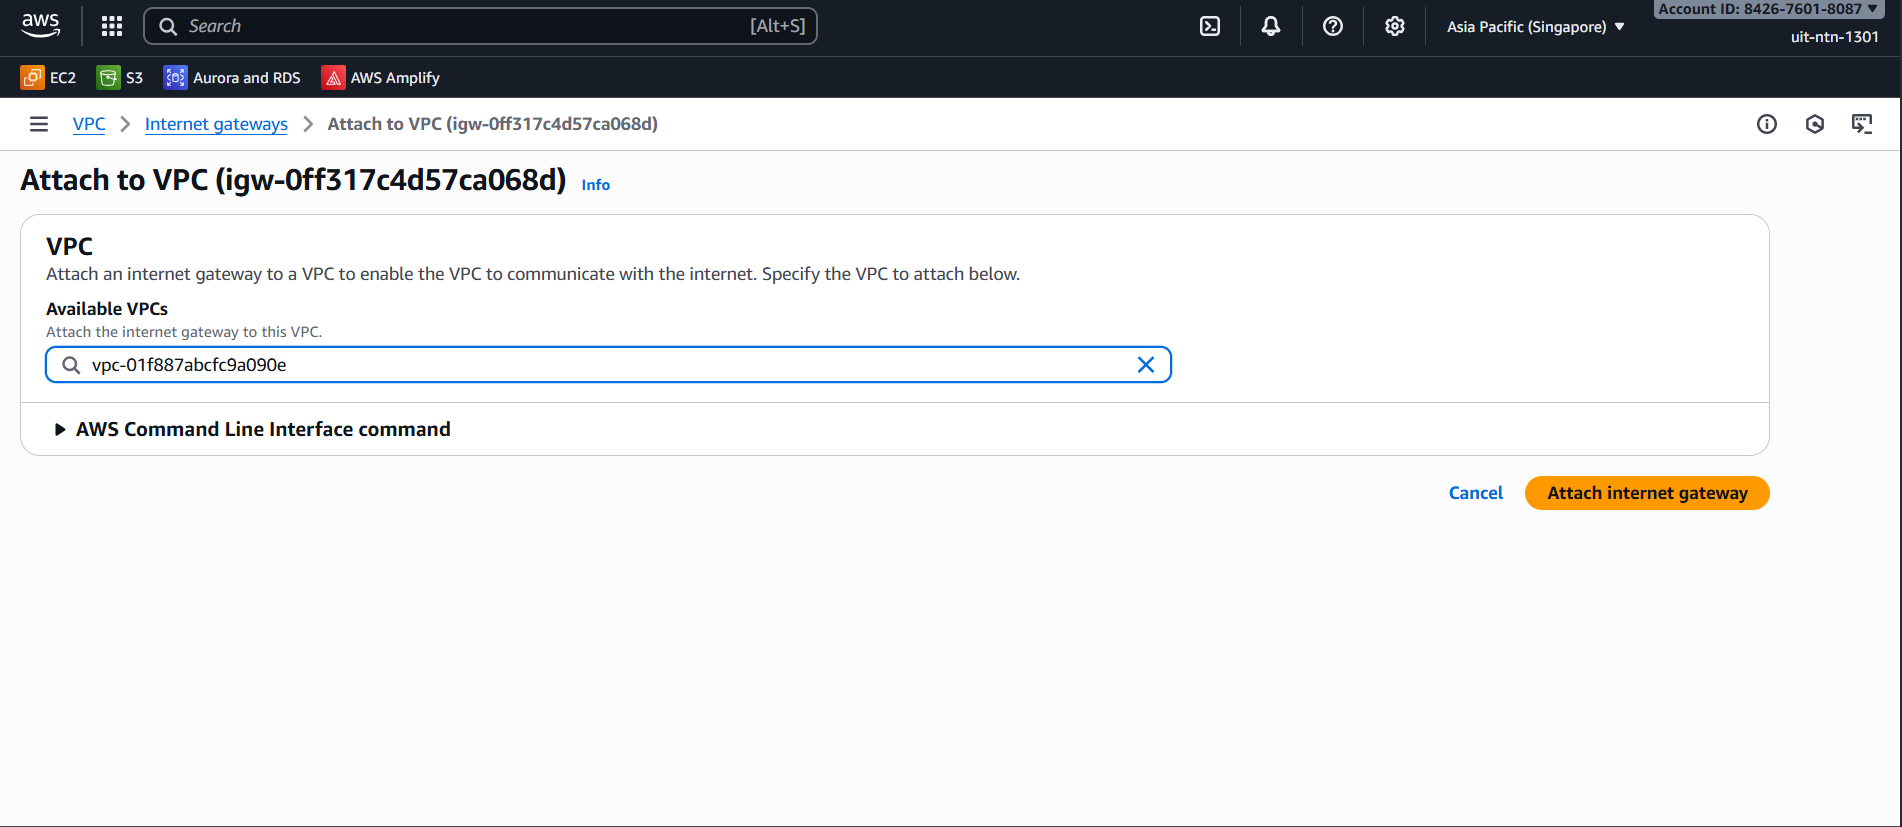 aws
Search [Alt+S]
Asia Pacific (Singapore)
Account ID: 8426-7601-8087
uit-ntn-1301
EC2 S3 Aurora and RDS AWS Amplify
VPC Internet gateways Attach to VPC (igw-0ff317c4d57ca068d)
Attach to VPC (igw-0ff317c4d57ca068d) Info
VPC
Attach an internet gateway to a VPC to enable the VPC to communicate with the internet. Specify the VPC to attach below.
Available VPCs
Attach the internet gateway to this VPC.
vpc-01f887abcfc9a090e
AWS Command Line Interface command
Cancel Attach internet gateway